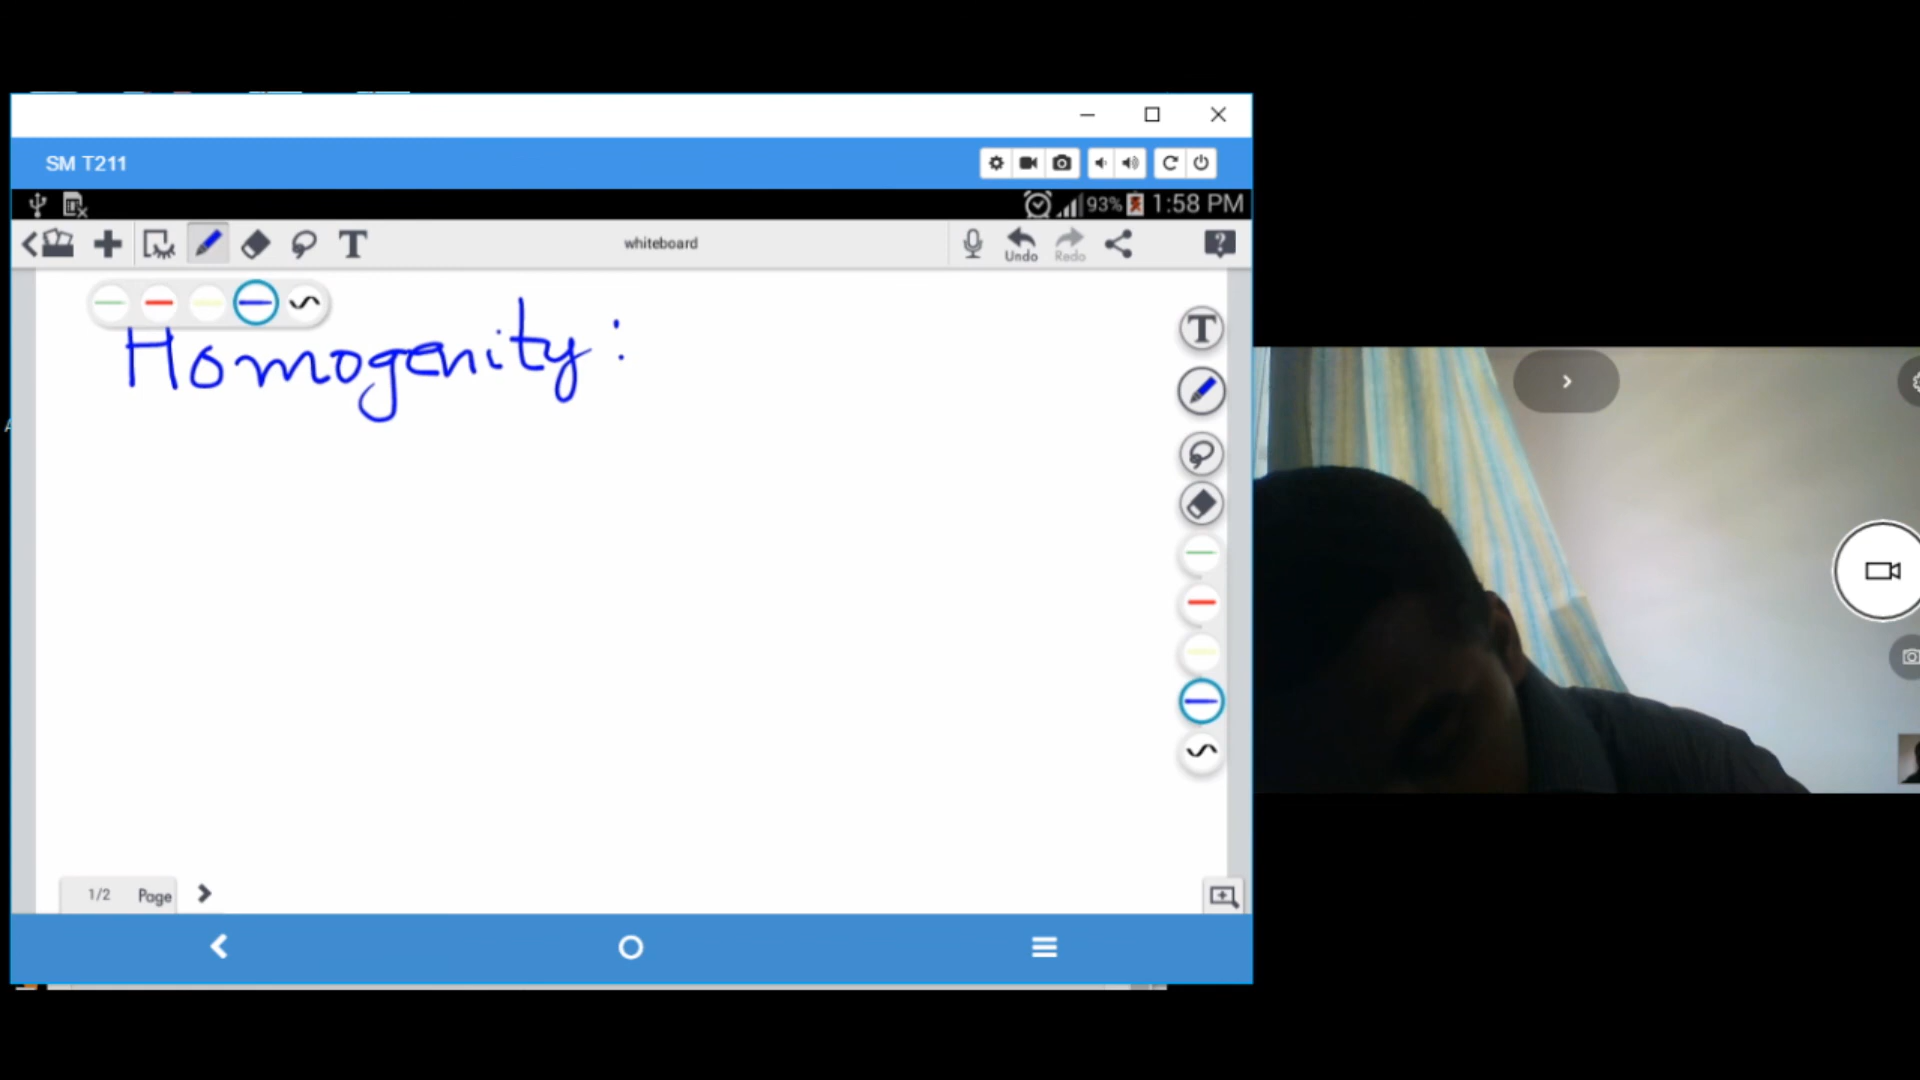 SM T211
93% 1:58 PM
whiteboard
Undo
Redo
T
?
Homogenity:
T
1/2 Page